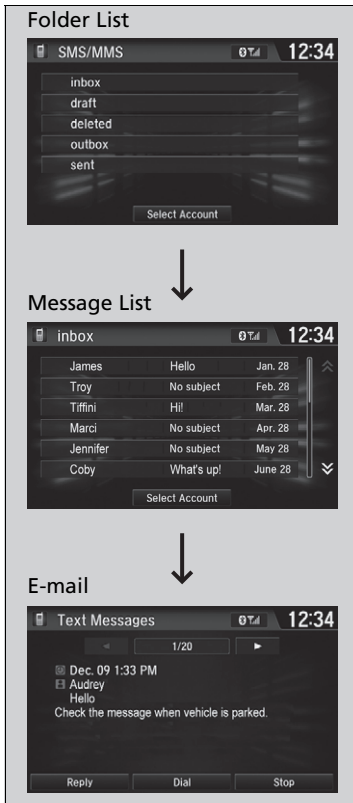 Folder List
SMS/MMS 12:34
inbox
draft
deleted
outbox
sent
Select Account
Message List
inbox 12:34
James Hello Jan. 28
Troy No subject Feb. 28
Tiffini Hi! Mar. 28
Marci No subject Apr. 28
Jennifer No subject May 28
Coby What's up! June 28
Select Account
E-mail
Text Messages 12:34
1/20
Dec. 09 1:33 PM
Audrey
Hello
Check the message when vehicle is parked.
Reply Dial Stop